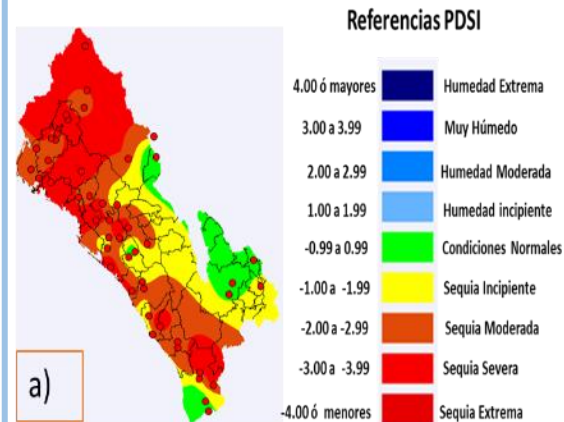 Referencias PDSI
4.00 ó mayores Humedad Extrema
3.00 a 3.99 Muy Húmedo
2.00 a 2.99 Humedad Moderada
1.00 a 1.99 Humedad incipiente
-0.99 a 0.99 Condiciones Normales
-1.00 a -1.99 Sequia Incipiente
-2.00 a -2.99 Sequia Moderada
-3.00 a -3.99 Sequia Severa
-4.00 ó menores Sequia Extrema
a)